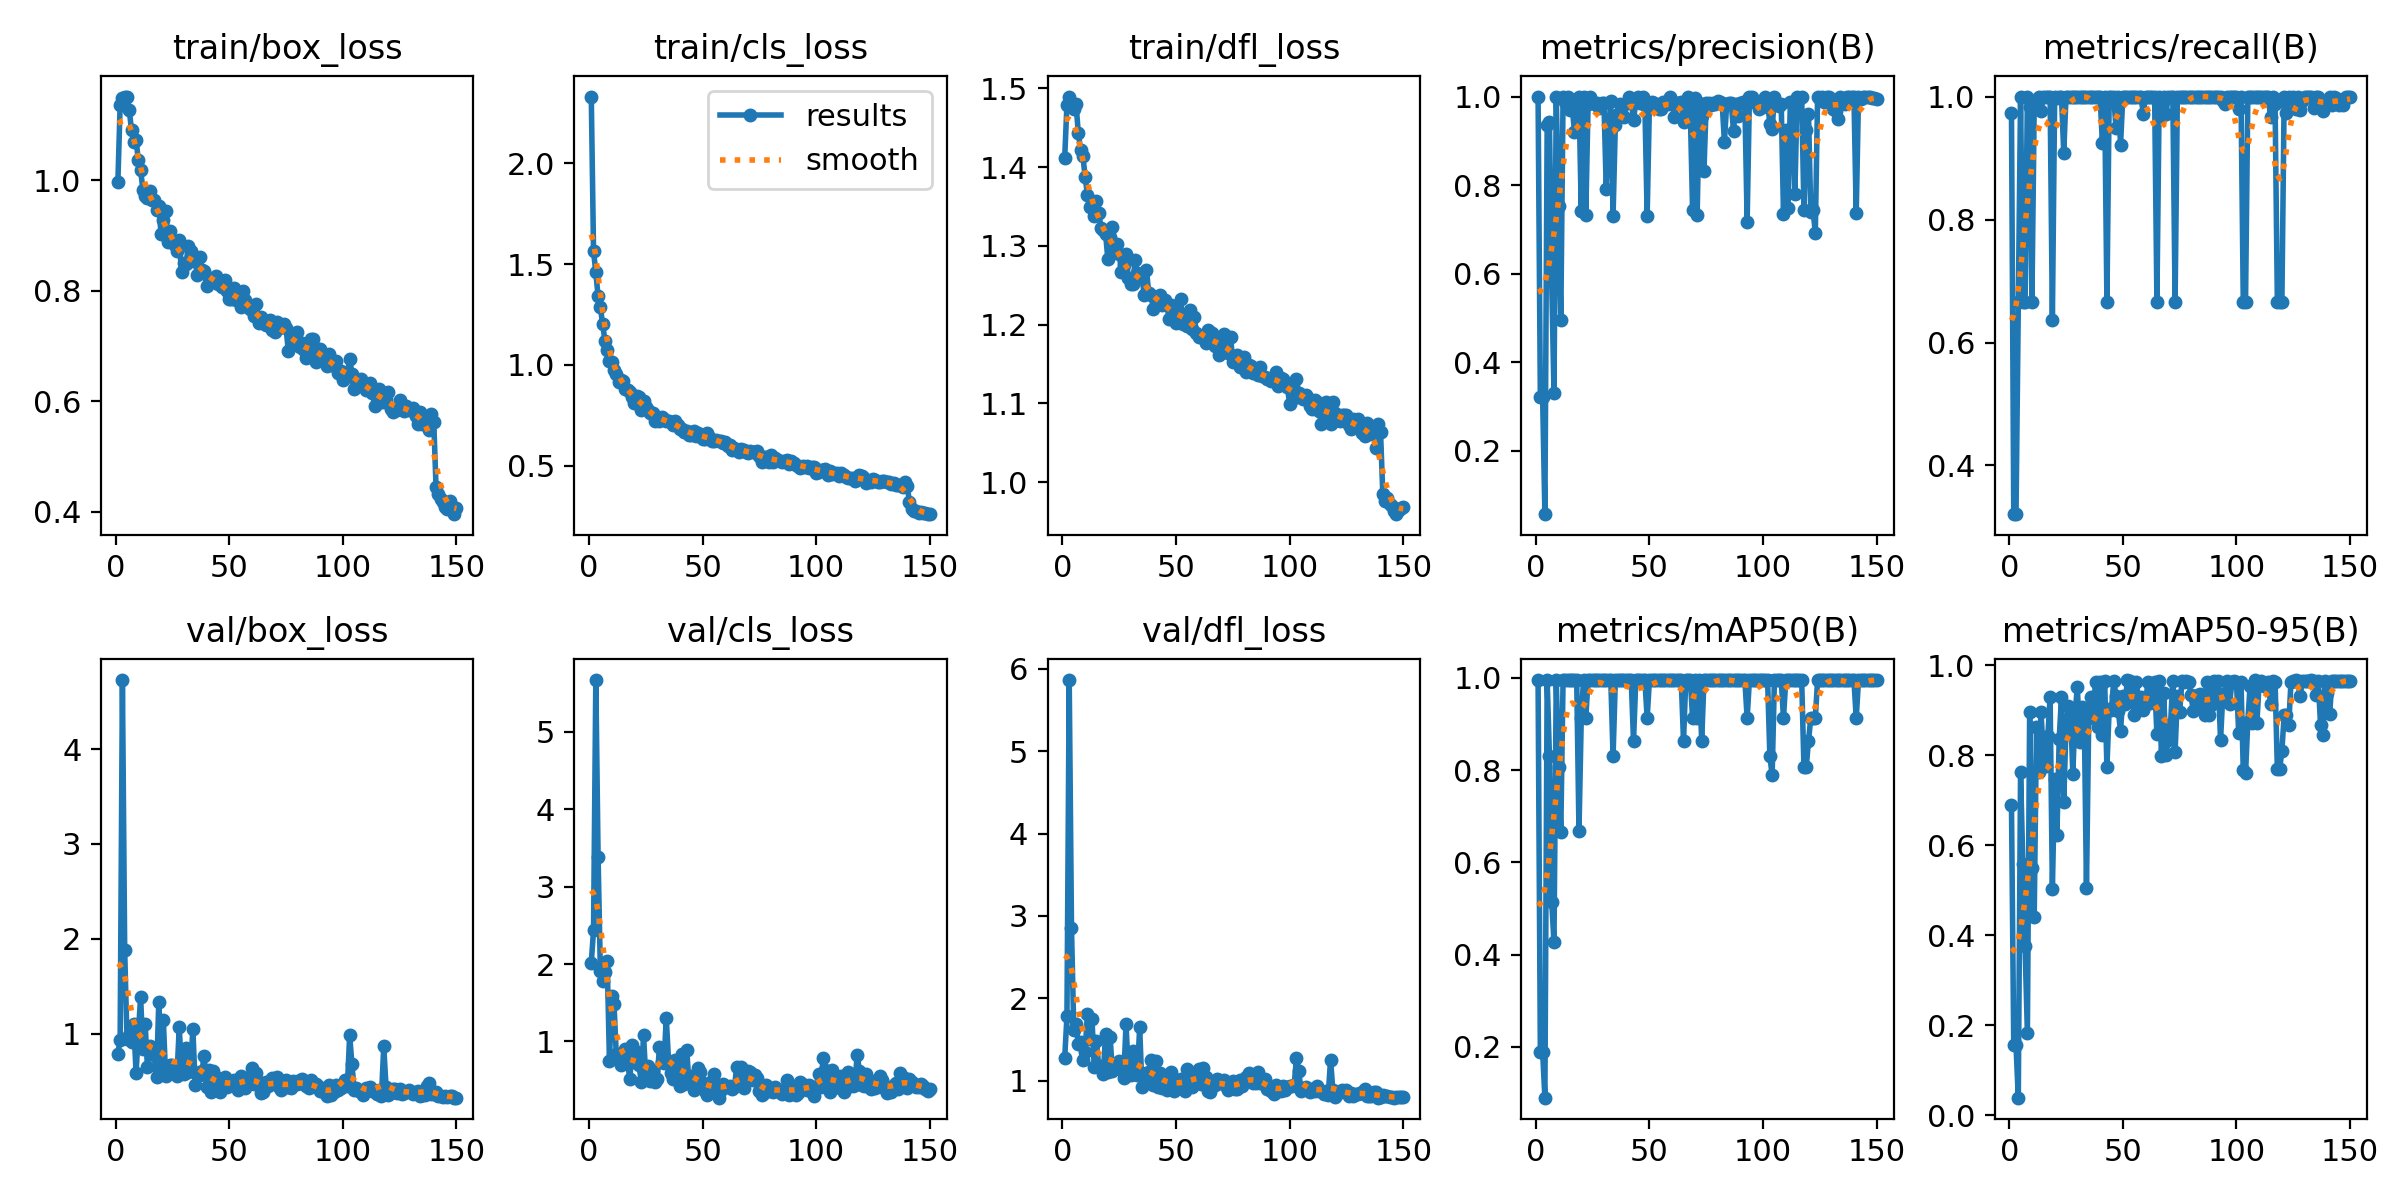 train/box_loss
train/cls_loss
train/dfl_loss
metrics/precision(B)
metrics/recall(B)
results
smooth
1.0
0.8
0.6
0.4
0 50 100 150
2.0
1.5
1.0
0.5
0 50 100 150
1.5
1.4
1.3
1.2
1.1
1.0
0 50 100 150
1.0
0.8
0.6
0.4
0.2
0 50 100 150
1.0
0.8
0.6
0.4
0 50 100 150
val/box_loss
val/cls_loss
val/dfl_loss
metrics/mAP50(B)
metrics/mAP50-95(B)
4
3
2
1
0 50 100 150
5
4
3
2
1
0 50 100 150
6
5
4
3
2
1
0 50 100 150
1.0
0.8
0.6
0.4
0.2
0 50 100 150
1.0
0.8
0.6
0.4
0.2
0.0
0 50 100 150